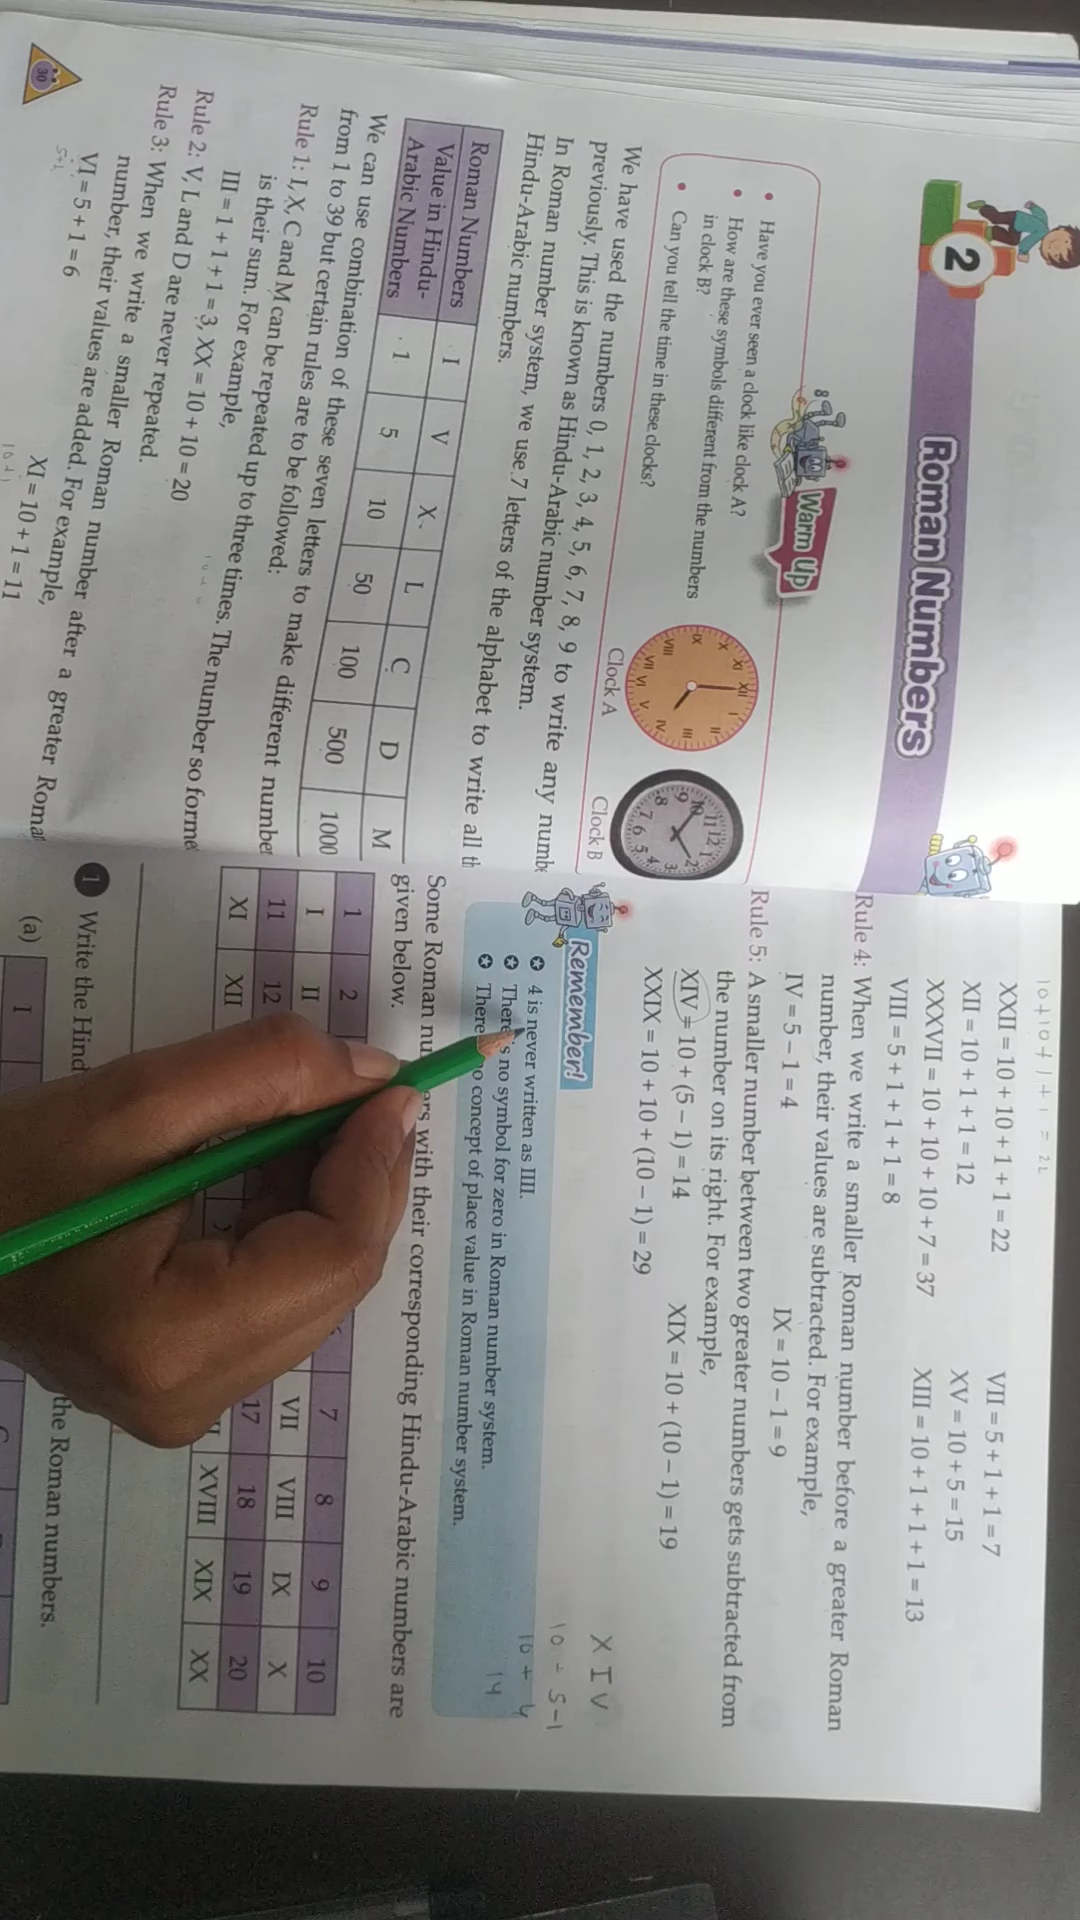 2
Roman Numbers
Warm Up
• Have you ever seen a clock like clock A?
• How are these symbols different from the numbers
in clock B?
• Can you tell the time in these clocks?
Clock A
Clock B
We have used the numbers 0, 1, 2, 3, 4, 5, 6, 7, 8, 9 to write any numb
previously. This is known as Hindu-Arabic number system.
In Roman number system, we use 7 letters of the alphabet to write all th
Hindu-Arabic numbers.
Roman Numbers I V X L C D M
Value in Hindu-
Arabic Numbers 1 5 10 50 100 500 1000
We can use combination of these seven letters to make different number
from 1 to 39 but certain rules are to be followed:
Rule 1: I, X, C and M can be repeated up to three times. The number so forme
is their sum. For example,
III = 1 + 1 + 1 = 3, XX = 10 + 10 = 20
Rule 2: V, L and D are never repeated.
Rule 3: When we write a smaller Roman number after a greater Roma
number, their values are added. For example,
VI = 5 + 1 = 6 XI = 10 + 1 = 11
5+1 10+1
30
10+10+1+1 = 22
XXII = 10 + 10 + 1 + 1 = 22 VII = 5 + 1 + 1 = 7
XII = 10 + 1 + 1 = 12 XV = 10 + 5 = 15
XXXVII = 10 + 10 + 10 + 7 = 37 XIII = 10 + 1 + 1 + 1 = 13
VIII = 5 + 1 + 1 + 1 = 8
Rule 4: When we write a smaller Roman number before a greater Roman
number, their values are subtracted. For example,
IV = 5 – 1 = 4 IX = 10 – 1 = 9
Rule 5: A smaller number between two greater numbers gets subtracted from
the number on its right. For example,
XIV = 10 + (5 – 1) = 14 XIX = 10 + (10 – 1) = 19
XXIX = 10 + 10 + (10 – 1) = 29
X I V
10 + 5-1
10 + 4
14
Remember!
4 is never written as IIII.
There is no symbol for zero in Roman number system.
There no concept of place value in Roman number system.
Some Roman with their corresponding Hindu-Arabic numbers are
given below.
1 2 7 8 9 10
I II VII VIII IX X
11 12 17 18 19 20
XI XII XVIII XIX XX
1 Write the Hind the Roman numbers.
(a) I